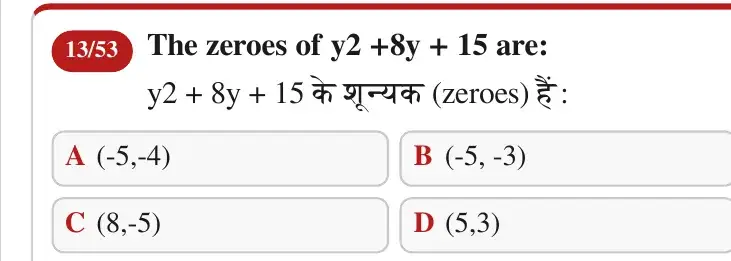 13/53 The zeroes of y2 +8y + 15 are:
y2 + 8y + 15 के शून्यक (zeroes) हैं :
A (-5,-4)
B (-5, -3)
C (8,-5)
D (5,3)